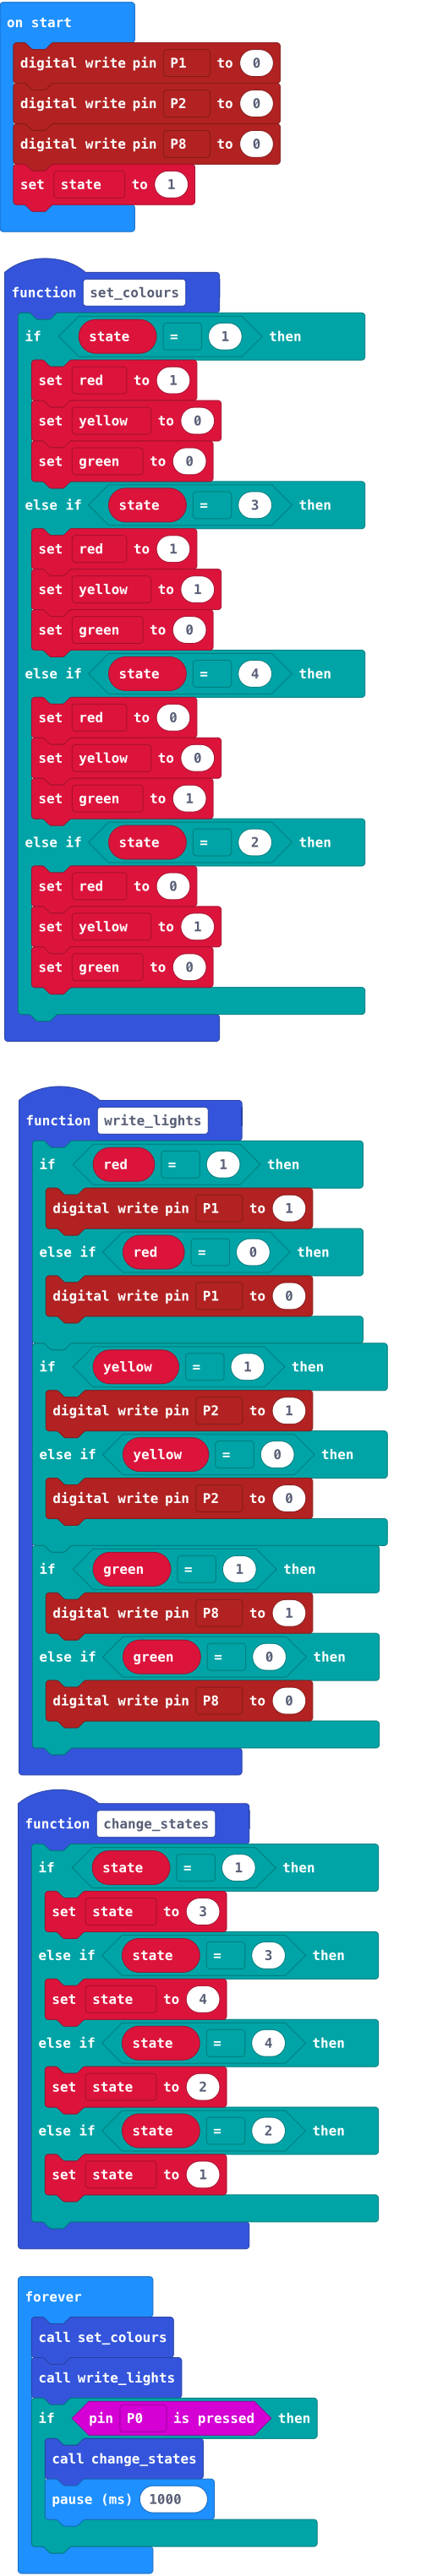 on start
digital write pin P1 to 0
digital write pin P2 to 0
digital write pin P8 to 0
set state to 1
function set_colours
if state = 1 then
set red to 1
set yellow to 0
set green to 0
else if state = 3 then
set red to 1
set yellow to 1
set green to 0
else if state = 4 then
set red to 0
set yellow to 0
set green to 1
else if state = 2 then
set red to 0
set yellow to 1
set green to 0
function write_lights
if red = 1 then
digital write pin P1 to 1
else if red = 0 then
digital write pin P1 to 0
if yellow = 1 then
digital write pin P2 to 1
else if yellow = 0 then
digital write pin P2 to 0
if green = 1 then
digital write pin P8 to 1
else if green = 0 then
digital write pin P8 to 0
function change_states
if state = 1 then
set state to 3
else if state = 3 then
set state to 4
else if state = 4 then
set state to 2
else if state = 2 then
set state to 1
forever
call set_colours
call write_lights
if pin P0 is pressed then
call change_states
pause (ms) 1000